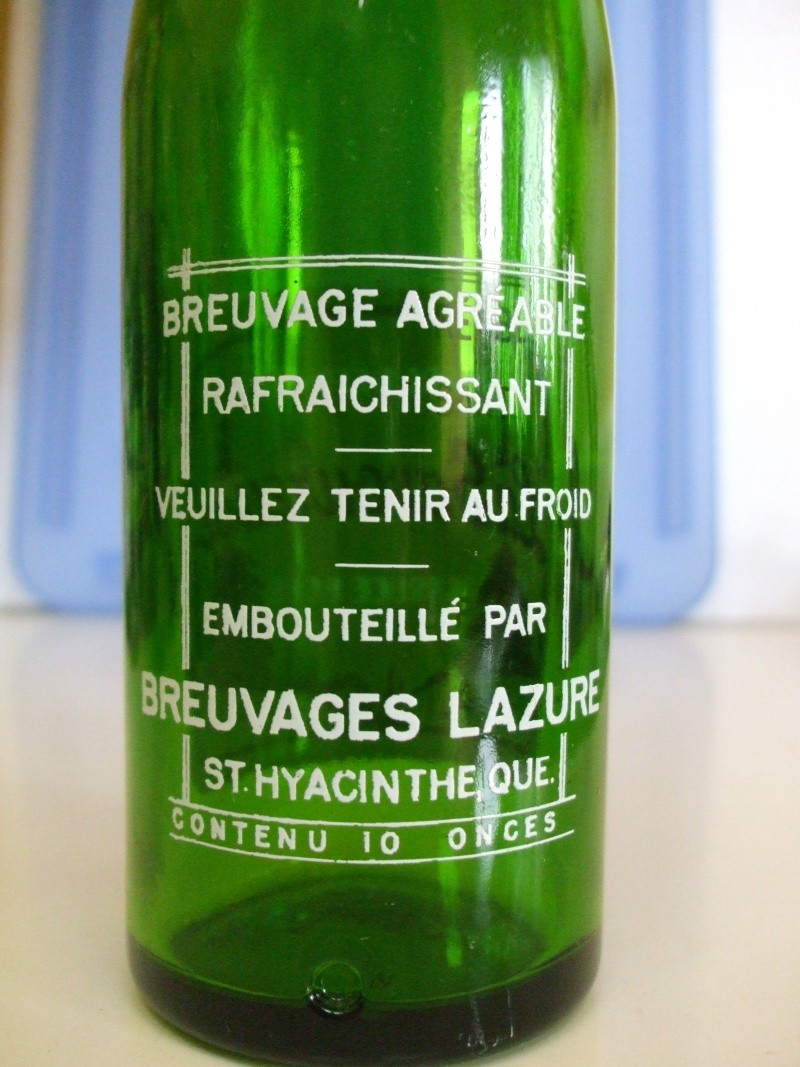 BREUVAGE AGRÉABLE
RAFRAICHISSANT
VEUILLEZ TENIR AU FROID
EMBOUTEILLÉ PAR
BREUVAGES LAZURE
ST. HYACINTHE, QUE.
CONTENU 10 ONCES